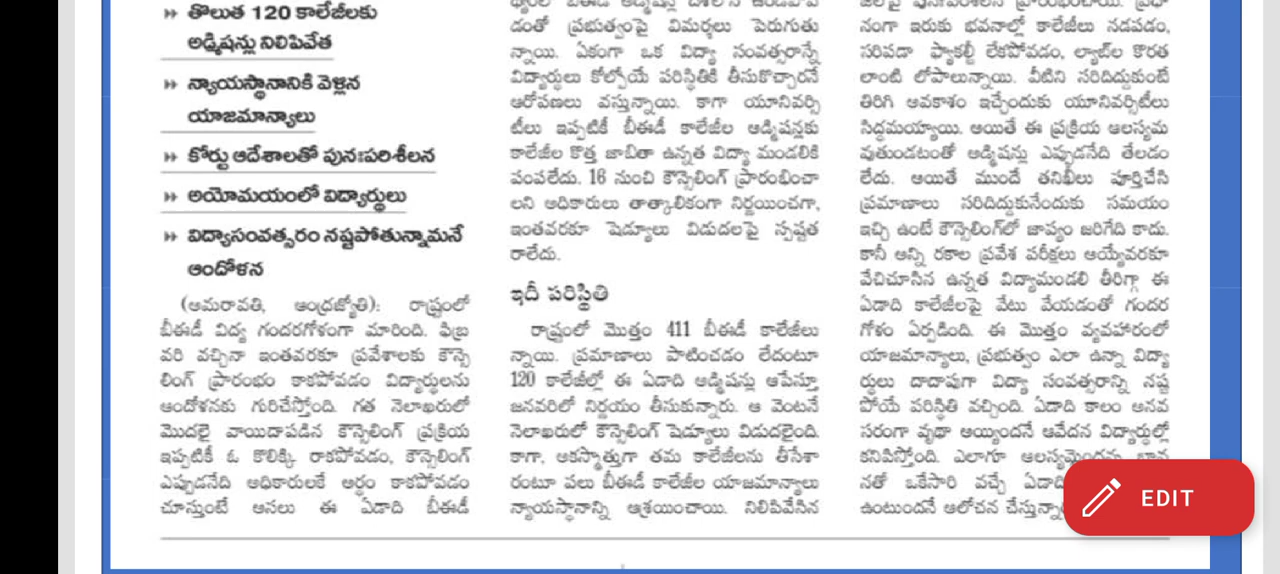 » తొలుత 120 కాలేజీలకు
అడ్మిషన్లు నిలిపివేత
» న్యాయస్థానానికి వెళ్లిన
యాజమాన్యాలు
» కోర్టు ఆదేశాలతో పునఃపరిశీలన
» అయోమయంలో విద్యార్థులు
» విద్యాసంవత్సరం నష్టపోతున్నామనే
ఆందోళన
(అమరావతి, ఆంధ్రజ్యోతి): రాష్ట్రంలో
బీఈడీ విద్య గందరగోళంగా మారింది. ఫిబ్ర
వరి వచ్చినా ఇంతవరకూ ప్రవేశాలకు కౌన్సె
లింగ్ ప్రారంభం కాకపోవడం విద్యార్థులను
ఆందోళనకు గురిచేస్తోంది. గత నెలాఖరులో
మొదలై వాయిదాపడిన కౌన్సెలింగ్ ప్రక్రియ
ఇప్పటికీ ఓ కొలిక్కి రాకపోవడం, కౌన్సెలింగ్
ఎప్పుడనేది అధికారులకే అర్థం కాకపోవడం
చూస్తుంటే అసలు ఈ ఏడాది బీఈడీ
డంతో ప్రభుత్వంపై విమర్శలు పెరుగుతు
న్నాయి. ఏకంగా ఒక విద్యా సంవత్సరాన్నే
విద్యార్థులు కోల్పోయే పరిస్థితికి తీసుకొచ్చారనే
ఆరోపణలు వస్తున్నాయి. కాగా యూనివర్సి
టీలు ఇప్పటికీ బీఈడీ కాలేజీల అడ్మిషన్లకు
కాలేజీల కొత్త జాబితా ఉన్నత విద్యా మండలికి
పంపలేదు. 16 నుంచి కౌన్సెలింగ్ ప్రారంభించా
లని అధికారులు తాత్కాలికంగా నిర్ణయించగా,
ఇంతవరకూ షెడ్యూలు విడుదలపై స్పష్టత
రాలేదు.
ఇదీ పరిస్థితి
రాష్ట్రంలో మొత్తం 411 బీఈడీ కాలేజీలు
న్నాయి. ప్రమాణాలు పాటించడం లేదంటూ
120 కాలేజీల్లో ఈ ఏడాది అడ్మిషన్లు ఆపేస్తూ
జనవరిలో నిర్ణయం తీసుకున్నారు. ఆ వెంటనే
నెలాఖరులో కౌన్సెలింగ్ షెడ్యూలు విడుదలైంది.
కాగా, ఆకస్మాత్తుగా తమ కాలేజీలను తీసేశా
రంటూ పలు బీఈడీ కాలేజీల యాజమాన్యాలు
న్యాయస్థానాన్ని ఆశ్రయించాయి. నిలిపివేసిన
నంగా ఇరుకు భవనాల్లో కాలేజీలు నడపడం,
సరిపడా ఫ్యాకల్టీ లేకపోవడం, ల్యాబ్‌ల కొరత
లాంటి లోపాలున్నాయి. వీటిని సరిదిద్దుకుంటే
తిరిగి అవకాశం ఇచ్చేందుకు యూనివర్సిటీలు
సిద్ధమయ్యాయి. అయితే ఈ ప్రక్రియ ఆలస్యమ
వుతుండటంతో అడ్మిషన్లు ఎప్పుడనేది తేలడం
లేదు. అయితే ముందే తనిఖీలు పూర్తిచేసి
ప్రమాణాలు సరిదిద్దుకునేందుకు సమయం
ఇచ్చి ఉంటే కౌన్సెలింగ్‌లో జాప్యం జరిగేది కాదు.
కానీ అన్ని రకాల ప్రవేశ పరీక్షలు అయ్యేవరకూ
వేచిచూసిన ఉన్నత విద్యామండలి తీరిగ్గా ఈ
ఏడాది కాలేజీలపై వేటు వేయడంతో గందర
గోళం ఏర్పడింది. ఈ మొత్తం వ్యవహారంలో
యాజమాన్యాలు, ప్రభుత్వం ఎలా ఉన్నా విద్యా
ర్థులు దాదాపుగా విద్యా సంవత్సరాన్ని నష్ట
పోయే పరిస్థితి వచ్చింది. ఏడాది కాలం అనవ
సరంగా వృథా అయ్యిందనే ఆవేదన విద్యార్థుల్లో
కనిపిస్తోంది. ఎలాగూ
నతో ఒకేసారి వచ్చే
ఉంటుందనే ఆలోచన
EDIT